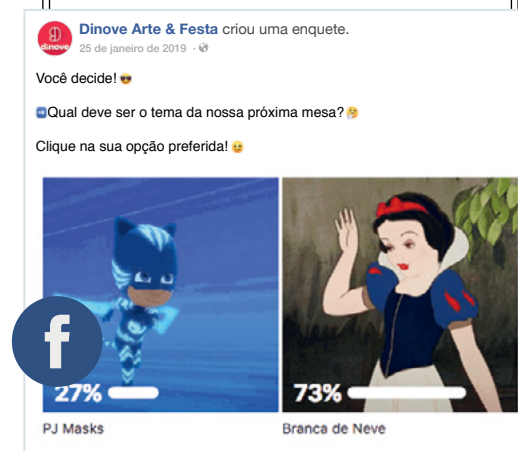 dinove
Dinove Arte & Festa criou uma enquete.
25 de janeiro de 2019 ·
Você decide! 😎
➡Qual deve ser o tema da nossa próxima mesa?🤔
Clique na sua opção preferida! 😉
f
27%
73%
PJ Masks
Branca de Neve